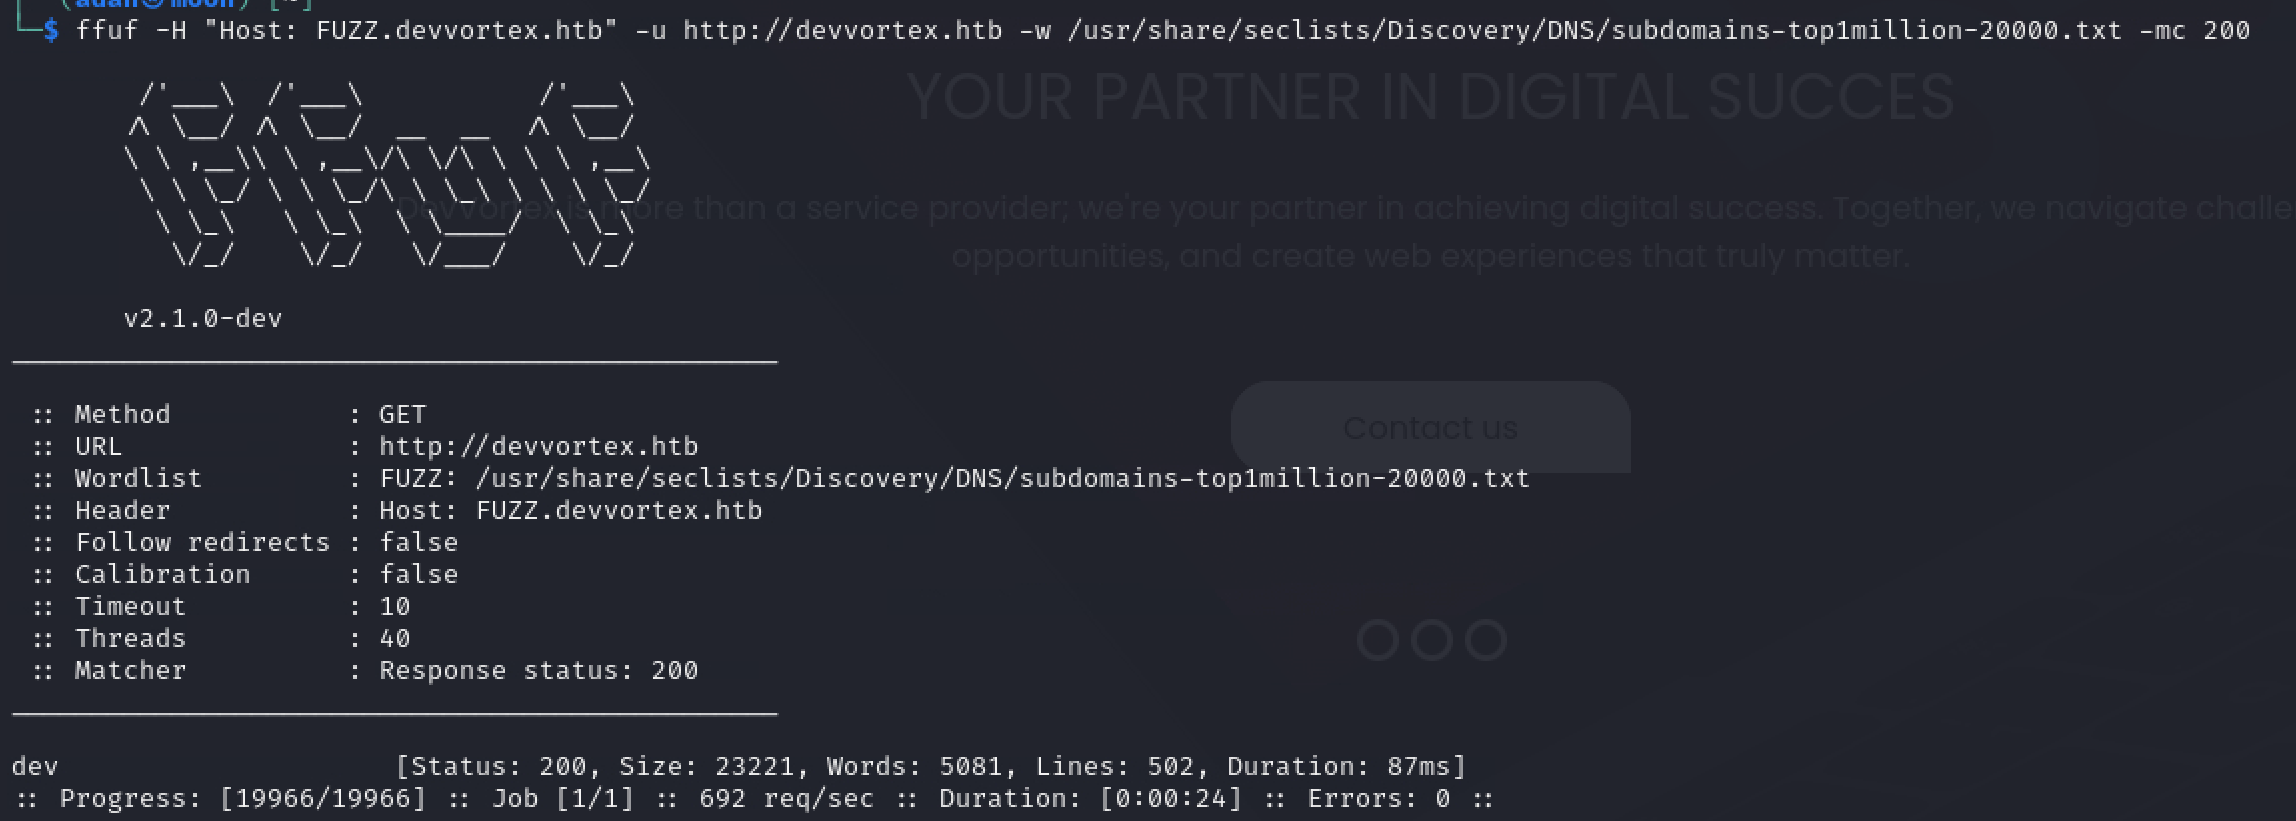 (adan㉿moon) [~]
└─$ ffuf -H "Host: FUZZ.devvortex.htb" -u http://devvortex.htb -w /usr/share/seclists/Discovery/DNS/subdomains-top1million-20000.txt -mc 200
YOUR PARTNER IN DIGITAL SUCCES
DevVortex is more than a service provider; we're your partner in achieving digital success. Together, we navigate
opportunities, and create web experiences that truly matter.
v2.1.0-dev
Contact us
:: Method : GET
:: URL : http://devvortex.htb
:: Wordlist : FUZZ: /usr/share/seclists/Discovery/DNS/subdomains-top1million-20000.txt
:: Header : Host: FUZZ.devvortex.htb
:: Follow redirects : false
:: Calibration : false
:: Timeout : 10
:: Threads : 40
:: Matcher : Response status: 200
dev [Status: 200, Size: 23221, Words: 5081, Lines: 502, Duration: 87ms]
:: Progress: [19966/19966] :: Job [1/1] :: 692 req/sec :: Duration: [0:00:24] :: Errors: 0 ::